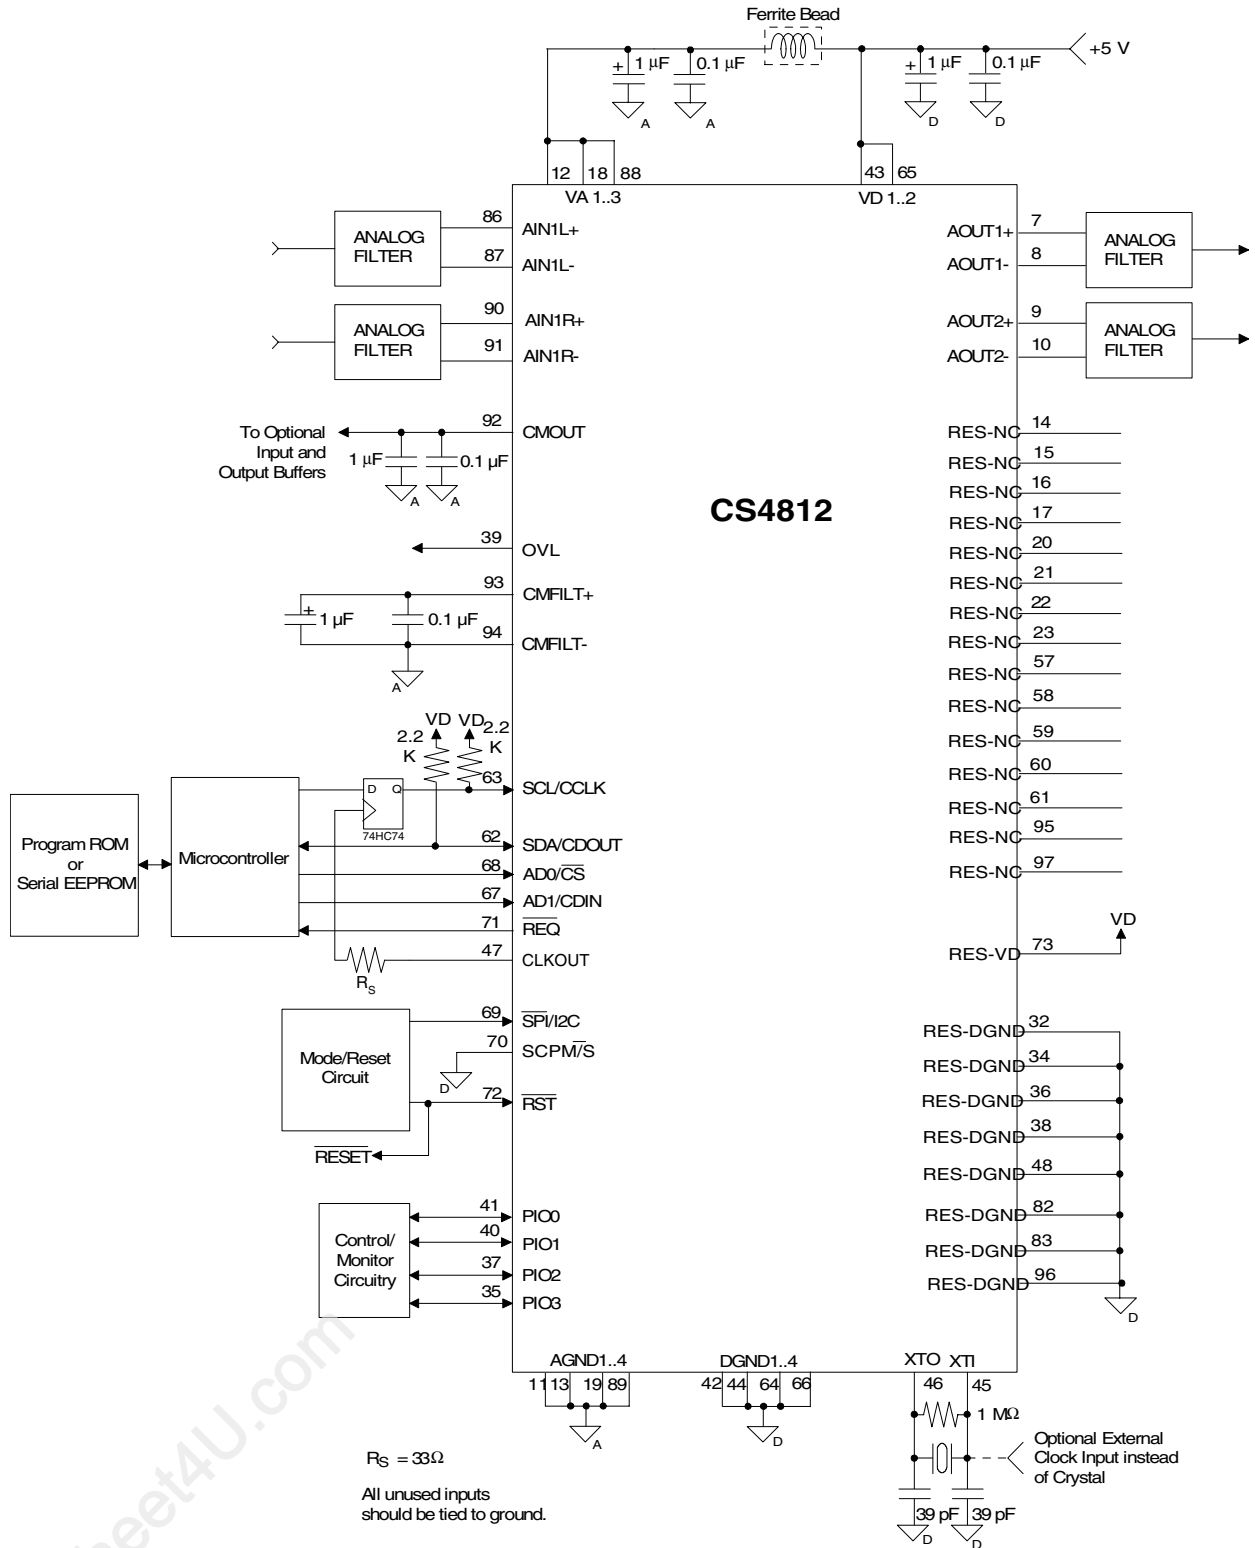 Ferrite Bead
+5 V
+ 1 µF
0.1 µF
+ 1 µF
0.1 µF
A
A
D
D
12 18 88
43 65
VA 1..3
VD 1..2
ANALOG
FILTER
86
AIN1L+
87
AIN1L-
AOUT1+
7
AOUT1-
8
ANALOG
FILTER
ANALOG
FILTER
90
AIN1R+
91
AIN1R-
AOUT2+
9
AOUT2-
10
ANALOG
FILTER
To Optional
Input and
Output Buffers
92
CMOUT
1 µF
0.1 µF
A
A
CS4812
39
OVL
93
CMFILT+
+
1 µF
0.1 µF
94
CMFILT-
A
RES-NC 14
RES-NC 15
RES-NC 16
RES-NC 17
RES-NC 20
RES-NC 21
RES-NC 22
RES-NC 23
RES-NC 57
RES-NC 58
RES-NC 59
RES-NC 60
RES-NC 61
RES-NC 95
RES-NC 97
VD
RES-VD 73
VD
2.2
K
VD
2.2
K
Program ROM
or
Serial EEPROM
Microcontroller
D Q
74HC74
63
SCL/CCLK
62
SDA/CDOUT
68
AD0/CS
67
AD1/CDIN
71
REQ
47
CLKOUT
RS
Mode/Reset
Circuit
69
SPI/I2C
70
SCPM/S
D
72
RST
RESET
RES-DGND 32
RES-DGND 34
RES-DGND 36
RES-DGND 38
RES-DGND 48
RES-DGND 82
RES-DGND 83
RES-DGND 96
D
Control/
Monitor
Circuitry
41
PIO0
40
PIO1
37
PIO2
35
PIO3
AGND1..4
11 13 19 89
A
DGND1..4
42 44 64 66
D
XTO XTI
46 45
1 MΩ
Optional External
Clock Input instead
of Crystal
39 pF
39 pF
D
D
RS = 33Ω
All unused inputs
should be tied to ground.
eet4U.com